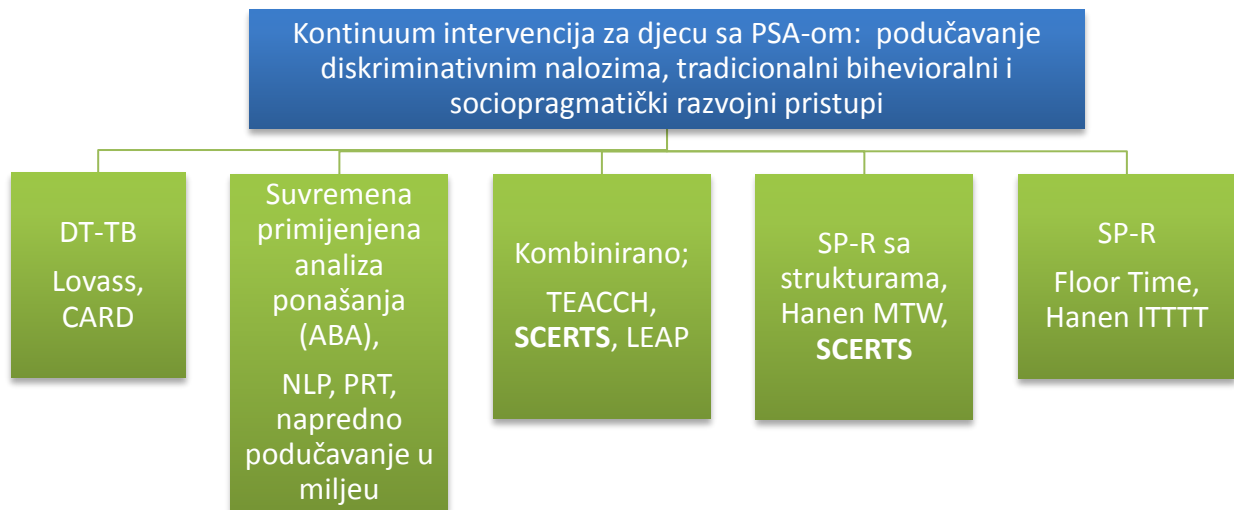 Kontinuum intervencija za djecu sa PSA-om: podučavanje
diskriminativnim nalozima, tradicionalni bihevioralni i
sociopragmatički razvojni pristupi
DT-TB
Lovass,
CARD
Suvremena
primijenjena
analiza
ponašanja
(ABA),
NLP, PRT,
napredno
podučavanje u
miljeu
Kombinirano;
TEACCH,
SCERTS, LEAP
SP-R sa
strukturama,
Hanen MTW,
SCERTS
SP-R
Floor Time,
Hanen ITTTT